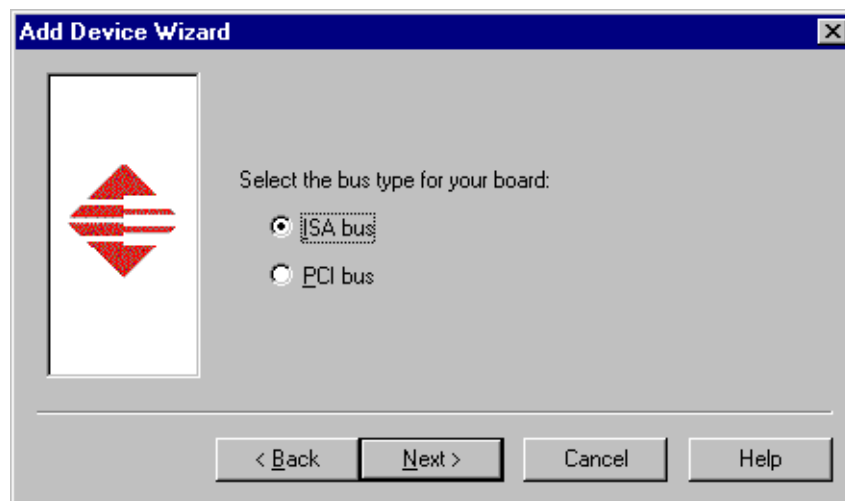 Add Device Wizard
Select the bus type for your board:
ISA bus
PCI bus
< Back Next > Cancel Help